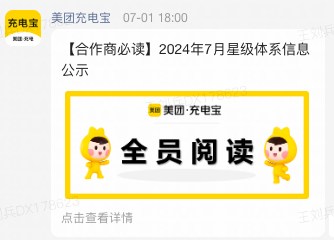 充电宝
美团·充电
美团充电宝 07-01 18:00
【合作商必读】2024年7月星级体系信息
公示
美团 美团·充电宝
全员阅读
点击查看详情